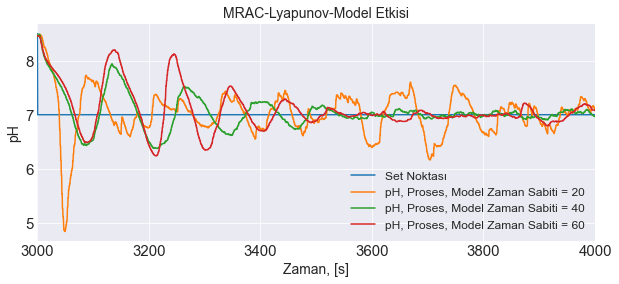 MRAC-Lyapunov-Model Etkisi
8
7
6
5
pH
Set Noktası
pH, Proses, Model Zaman Sabiti = 20
pH, Proses, Model Zaman Sabiti = 40
pH, Proses, Model Zaman Sabiti = 60
3000 3200 3400 3600 3800 4000
Zaman, [s]